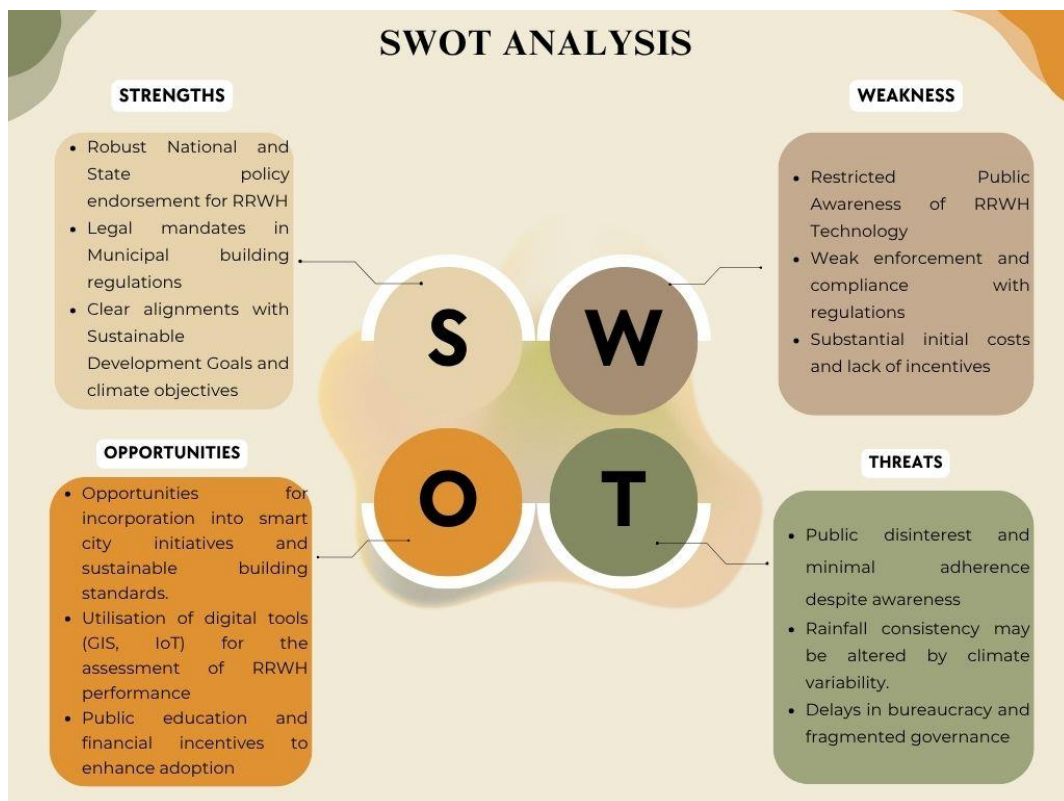 SWOT ANALYSIS
STRENGTHS
• Robust National and
State policy
endorsement for RRWH
• Legal mandates in
Municipal building
regulations
• Clear alignments with
Sustainable
Development Goals and
climate objectives
WEAKNESS
• Restricted Public
Awareness of RRWH
Technology
• Weak enforcement and
compliance with
regulations
• Substantial initial costs
and lack of incentives
S
W
O
T
OPPORTUNITIES
• Opportunities for
incorporation into smart
city initiatives and
sustainable building
standards.
• Utilisation of digital tools
(GIS, IoT) for the
assessment of RRWH
performance
• Public education and
financial incentives to
enhance adoption
THREATS
• Public disinterest and
minimal adherence
despite awareness
• Rainfall consistency may
be altered by climate
variability.
• Delays in bureaucracy and
fragmented governance